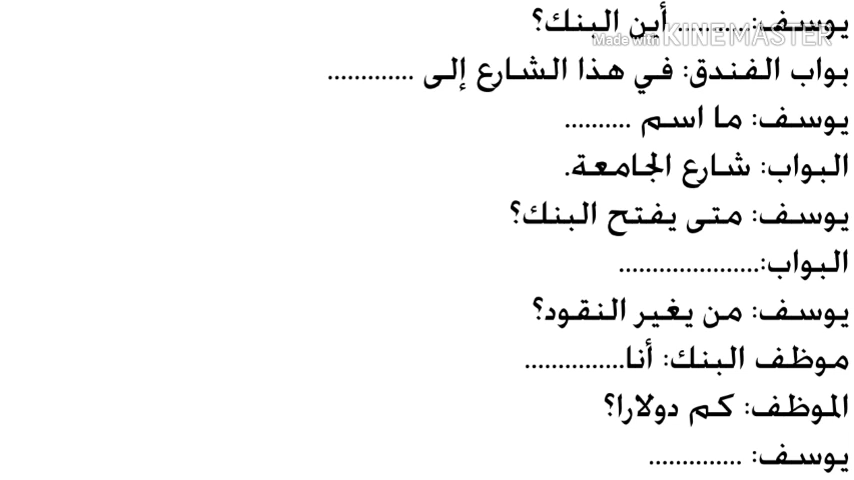 يوسف: .......... أين البنك؟
Made with KINEMASTER
بواب الفندق: في هذا الشارع إلى .............
يوسف: ما اسم ..........
البواب: شارع الجامعة.
يوسف: متى يفتح البنك؟
البواب:.....................
يوسف: من يغير النقود؟
موظف البنك: أنا...............
الموظف: كم دولارا؟
يوسف: ..............